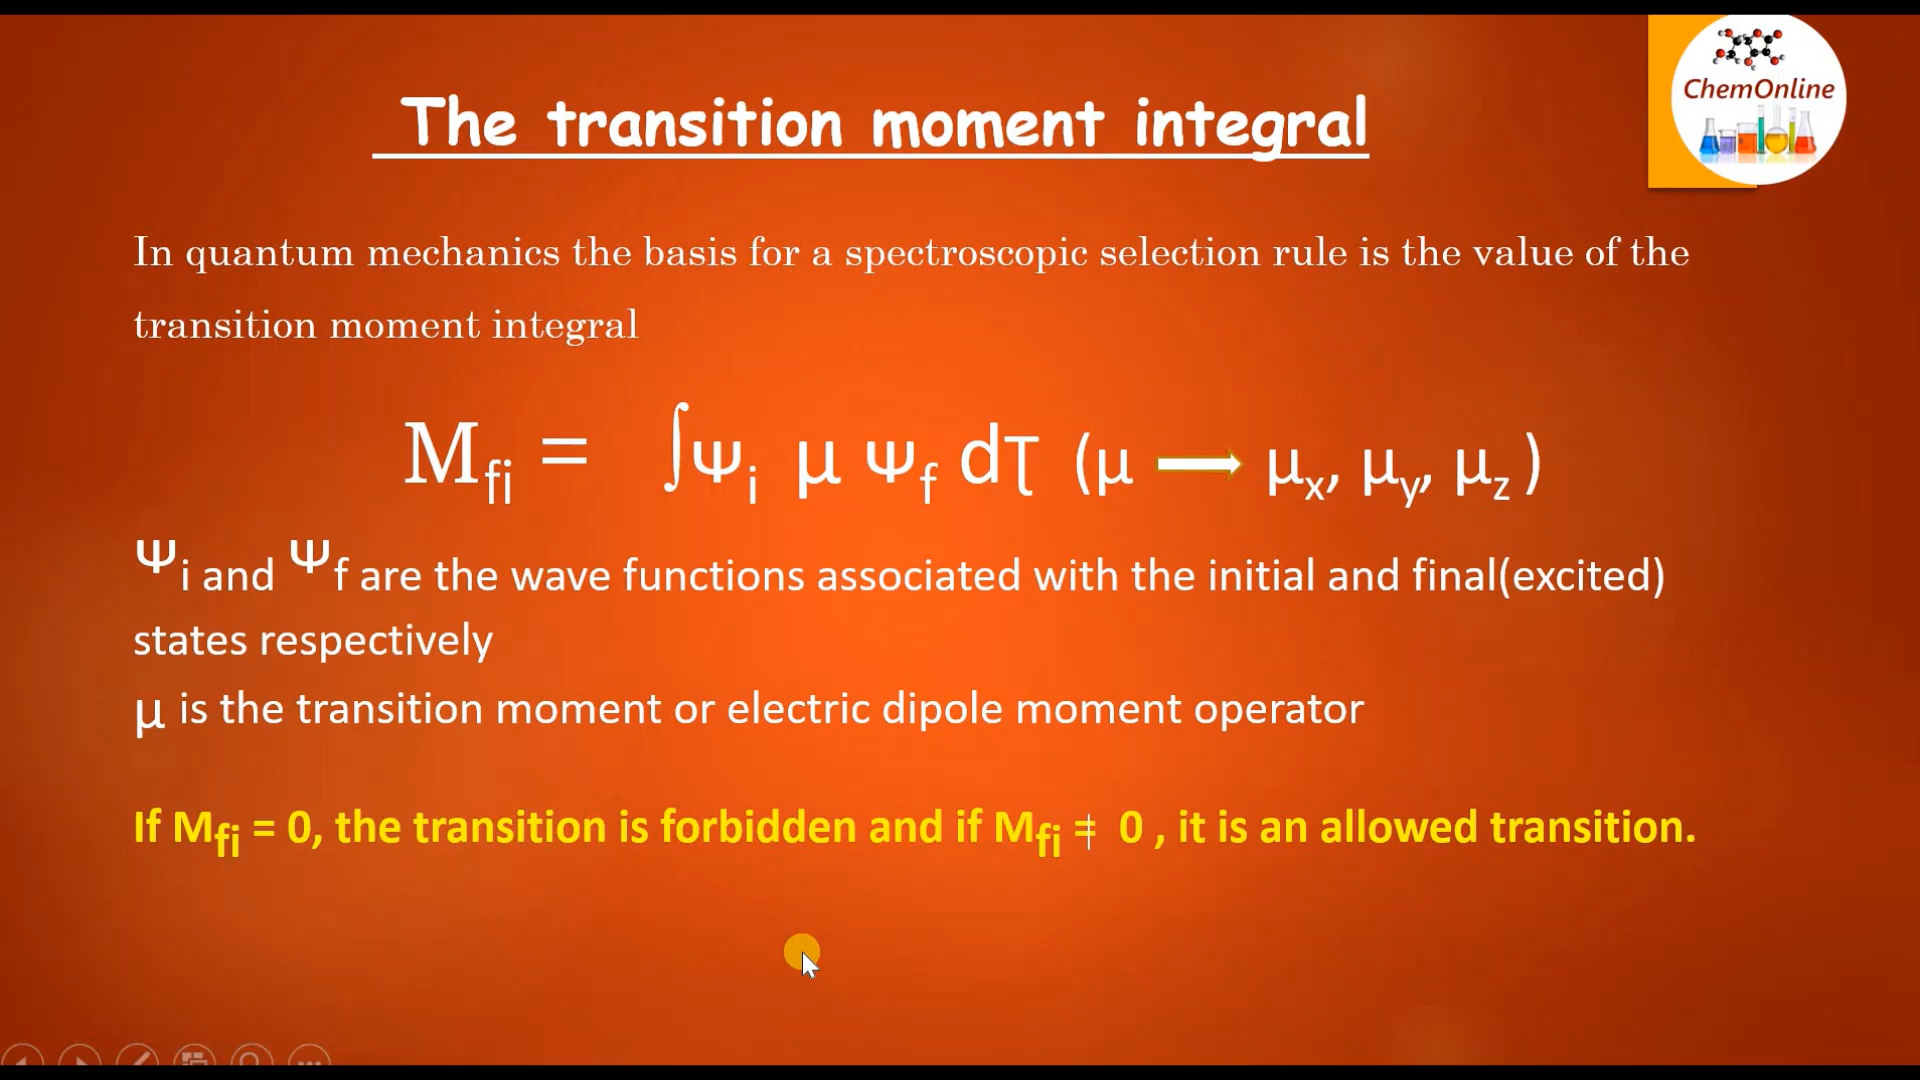 ChemOnline
The transition moment integral
In quantum mechanics the basis for a spectroscopic selection rule is the value of the
transition moment integral
Mfi = ∫Ψi μ Ψf dƮ (μ → μx, μy, μz )
Ψi and Ψf are the wave functions associated with the initial and final(excited)
states respectively
μ is the transition moment or electric dipole moment operator
If Mfi = 0, the transition is forbidden and if Mfi ≠ 0 , it is an allowed transition.